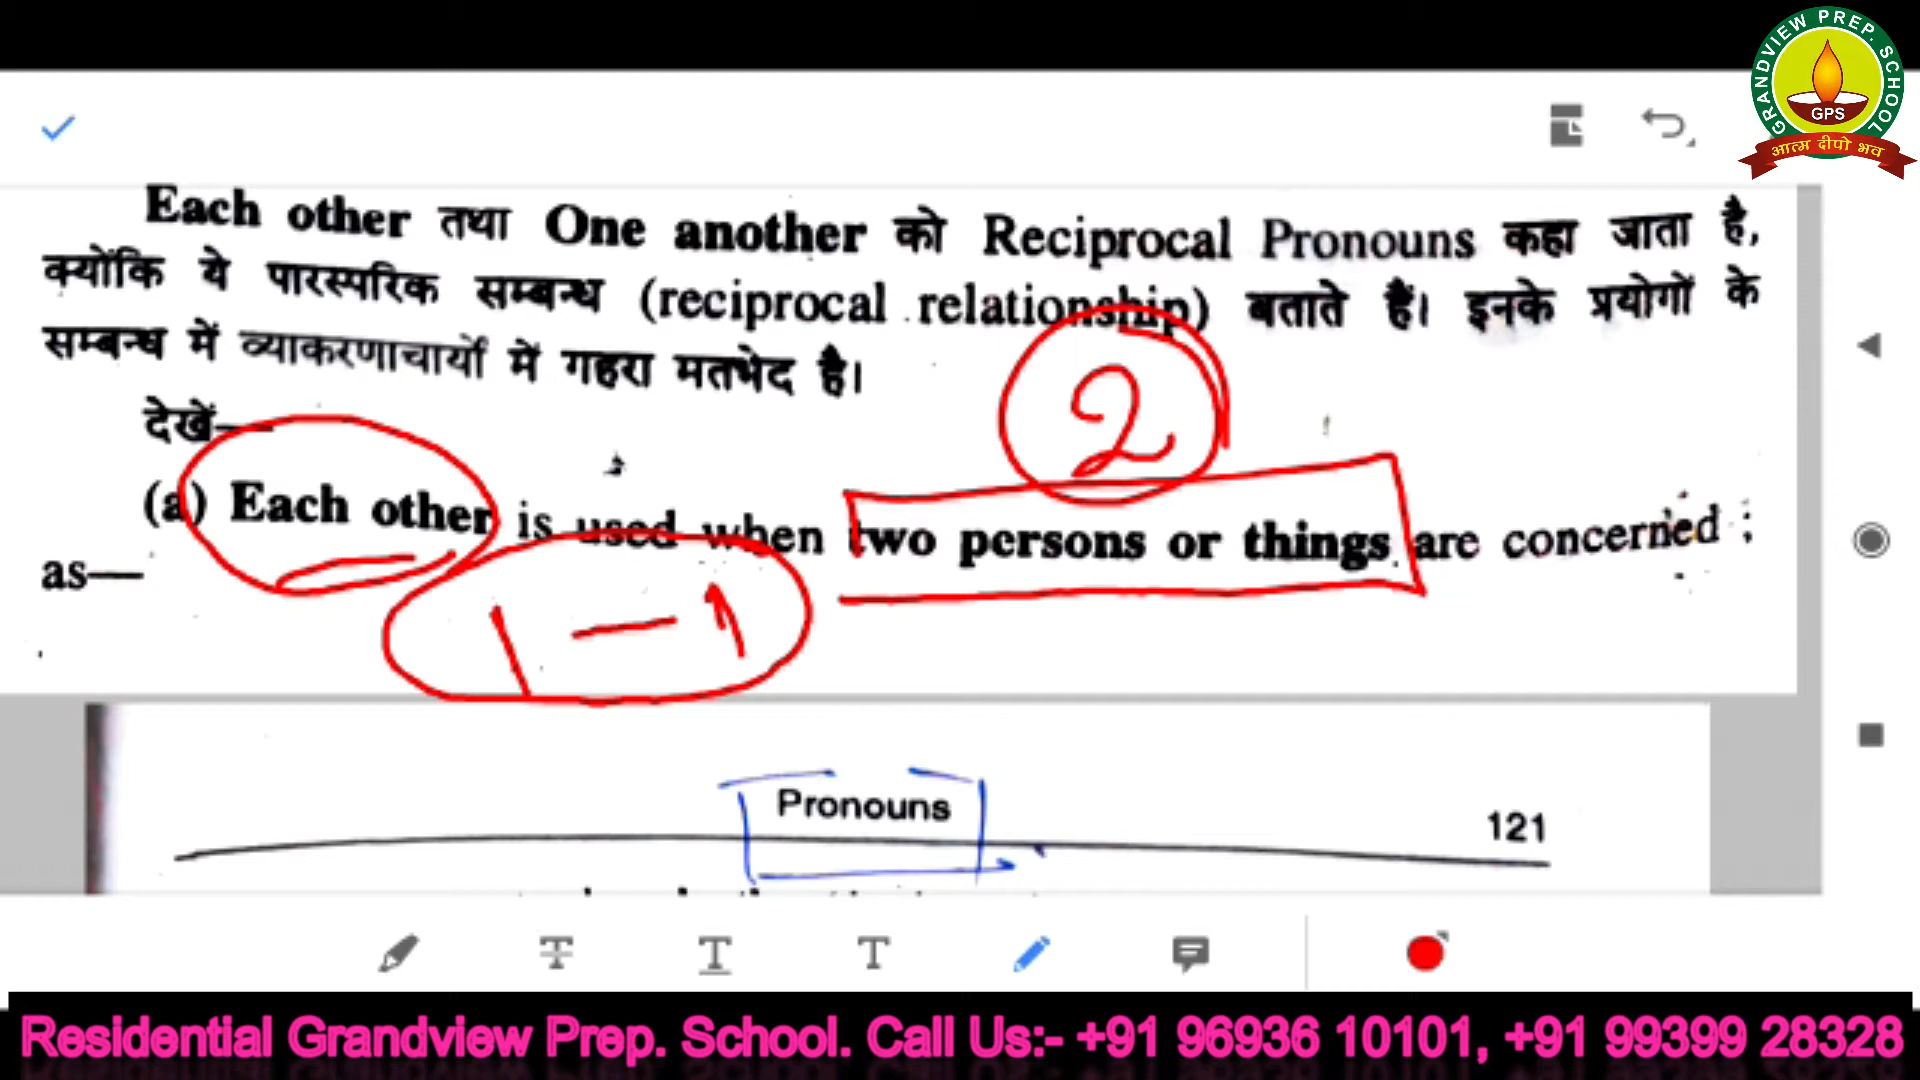 GRANDVIEW PREP. SCHOOL
GPS
आत्म दीपो भव
Each other तथा One another को Reciprocal Pronouns कहा जाता है,
क्योंकि ये पारस्परिक सम्बन्ध (reciprocal relationship) बताते हैं। इनके प्रयोगों के
सम्बन्ध में व्याकरणाचार्यों में गहरा मतभेद है।
देखें—
2
(a) Each other is used when two persons or things are concerned ;
as—
1 — 1
Pronouns
121
Residential Grandview Prep. School. Call Us:- +91 96936 10101, +91 99399 28328